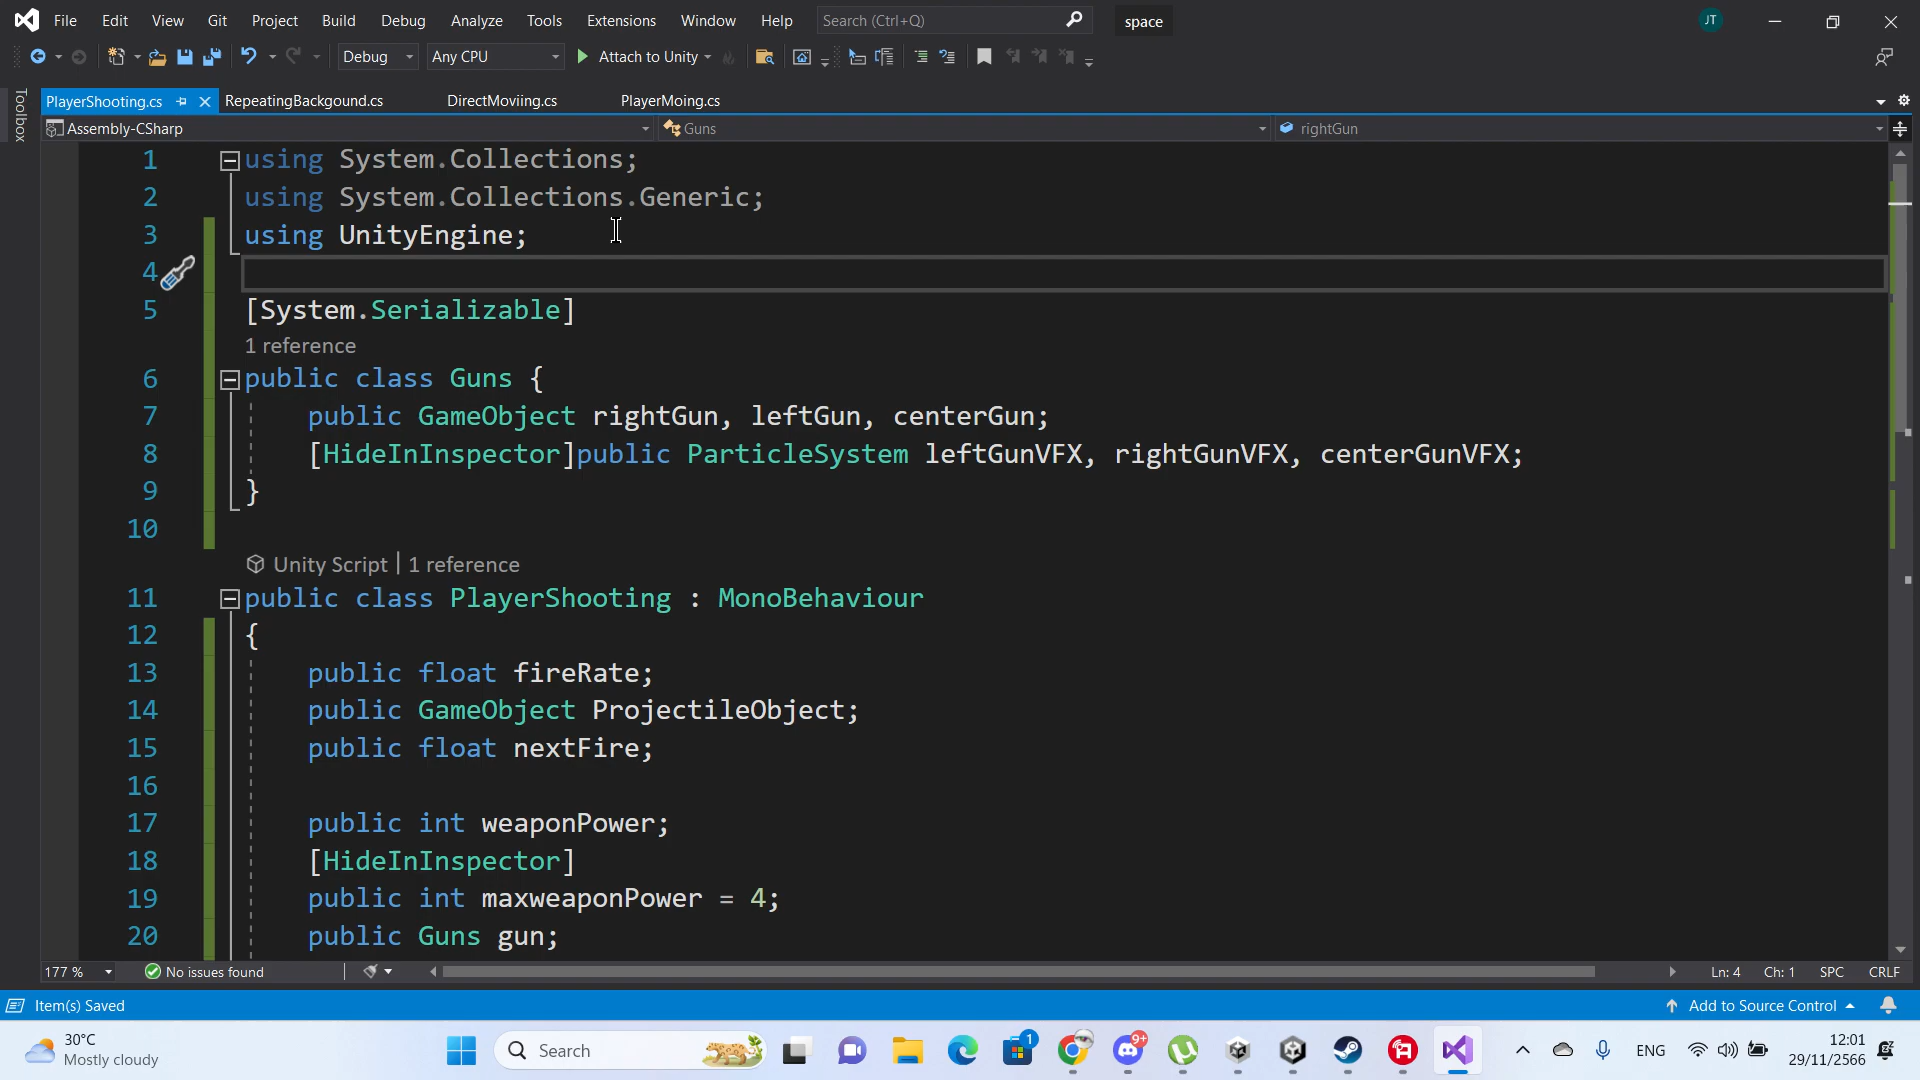 File Edit View Git Project Build Debug Analyze Tools Extensions Window Help Search (Ctrl+Q) space JT
Debug Any CPU Attach to Unity
Toolbox
PlayerShooting.cs RepeatingBackgound.cs DirectMoviing.cs PlayerMoing.cs
Assembly-CSharp Guns rightGun
1 using System.Collections;
2 using System.Collections.Generic;
3 using UnityEngine;
4
5 [System.Serializable]
1 reference
6 public class Guns {
7 public GameObject rightGun, leftGun, centerGun;
8 [HideInInspector]public ParticleSystem leftGunVFX, rightGunVFX, centerGunVFX;
9 }
10
Unity Script | 1 reference
11 public class PlayerShooting : MonoBehaviour
12 {
13 public float fireRate;
14 public GameObject ProjectileObject;
15 public float nextFire;
16
17 public int weaponPower;
18 [HideInInspector]
19 public int maxweaponPower = 4;
20 public Guns gun;
177 % No issues found Ln: 4 Ch: 1 SPC CRLF
Item(s) Saved Add to Source Control
30°C
Mostly cloudy
Search 1 9+ ENG
12:01
29/11/2566